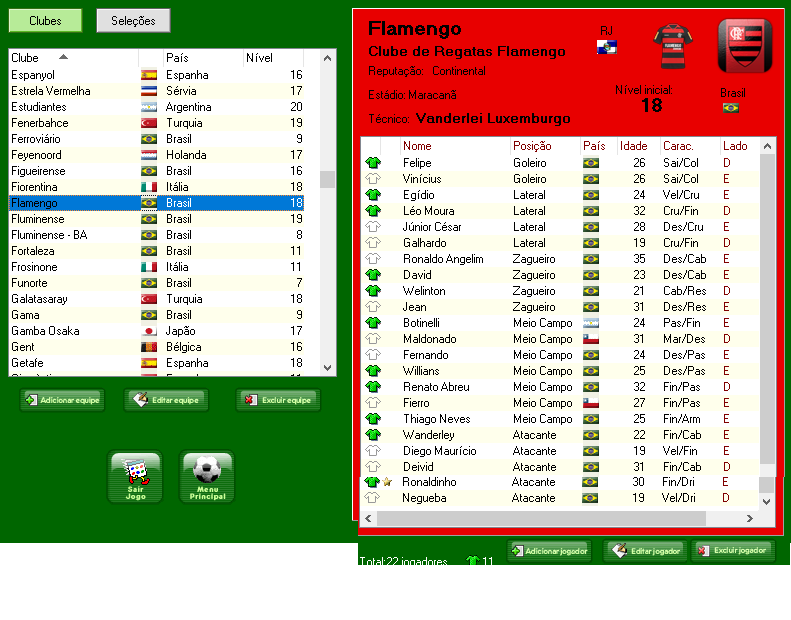 Clubes Seleções
Clube País Nível
Espanyol Espanha 16
Estrela Vermelha Sérvia 17
Estudiantes Argentina 20
Fenerbahce Turquia 19
Ferroviário Brasil 9
Feyenoord Holanda 17
Figueirense Brasil 16
Fiorentina Itália 18
Flamengo Brasil 18
Fluminense Brasil 19
Fluminense - BA Brasil 8
Fortaleza Brasil 11
Frosinone Itália 11
Funorte Brasil 7
Galatasaray Turquia 18
Gama Brasil 9
Gamba Osaka Japão 17
Gent Bélgica 16
Getafe Espanha 18
Adicionar equipe Editar equipe Excluir equipe
Sair Jogo
Menu Principal
Flamengo
Clube de Regatas Flamengo
Reputação: Continental
Estádio: Maracanã
Técnico: Vanderlei Luxemburgo
RJ
Nível inicial
18
Brasil
Nome Posição País Idade Carac. Lado
Felipe Goleiro 26 Sai/Col D
Vinícius Goleiro 26 Sai/Col E
Egídio Lateral 24 Vel/Cru E
Léo Moura Lateral 32 Cru/Fin D
Júnior César Lateral 28 Des/Cru E
Galhardo Lateral 19 Cru/Fin D
Ronaldo Angelim Zagueiro 35 Des/Cab E
David Zagueiro 23 Des/Cab D
Welinton Zagueiro 21 Cab/Res D
Jean Zagueiro 31 Des/Res E
Botinelli Meio Campo 24 Pas/Fin E
Maldonado Meio Campo 31 Mar/Des D
Fernando Meio Campo 24 Des/Pas E
Willians Meio Campo 25 Des/Pas E
Renato Abreu Meio Campo 32 Fin/Pas D
Fierro Meio Campo 27 Fin/Pas E
Thiago Neves Meio Campo 25 Fin/Arm E
Wanderley Atacante 22 Fin/Cab E
Diego Maurício Atacante 19 Vel/Fin E
Deivid Atacante 31 Fin/Cab D
Ronaldinho Atacante 30 Fin/Dri E
Negueba Atacante 19 Vel/Dri D
Total:22 jogadores 11
Adicionar jogador Editar jogador Excluir jogador